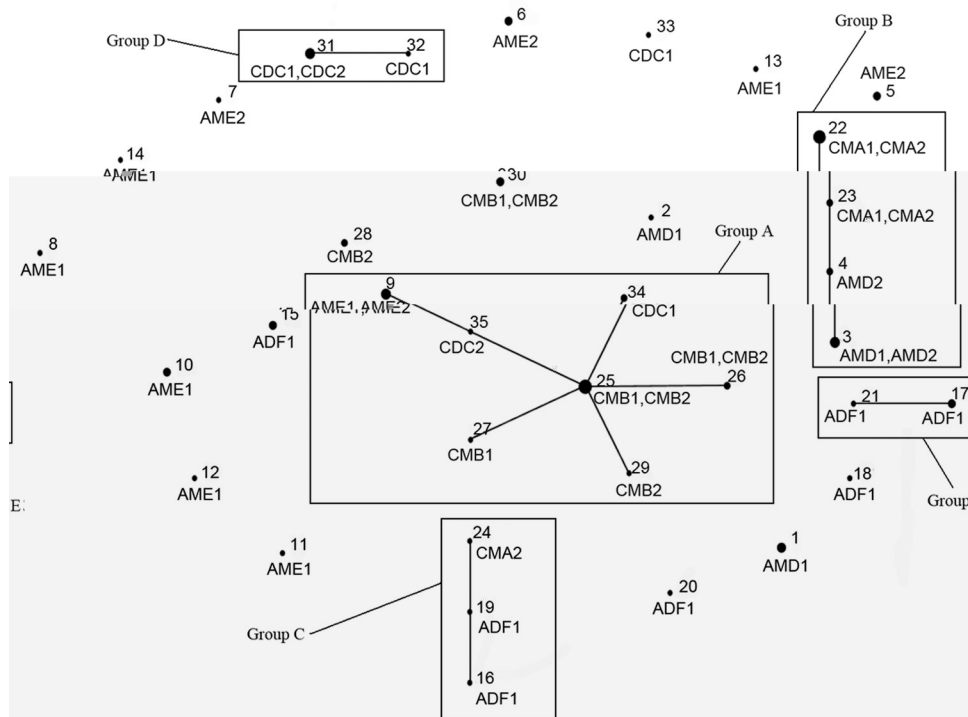 6
AME2
33
CDC1
Group B
Group D
31
CDC1,CDC2
32
CDC1
13
AME1
AME2
5
7
AME2
22
CMA1,CMA2
14
AME1
30
CMB1,CMB2
23
CMA1,CMA2
2
AMD1
8
AME1
28
CMB2
Group A
4
AMD2
9
AME1,AME2
34
CDC1
15
ADF1
35
CDC2
3
AMD1,AMD2
10
AME1
CMB1,CMB2
26
25
CMB1,CMB2
21
ADF1
17
ADF1
27
CMB1
29
CMB2
12
AME1
18
ADF1
Group
24
CMA2
1
AMD1
11
AME1
20
ADF1
19
ADF1
Group C
16
ADF1